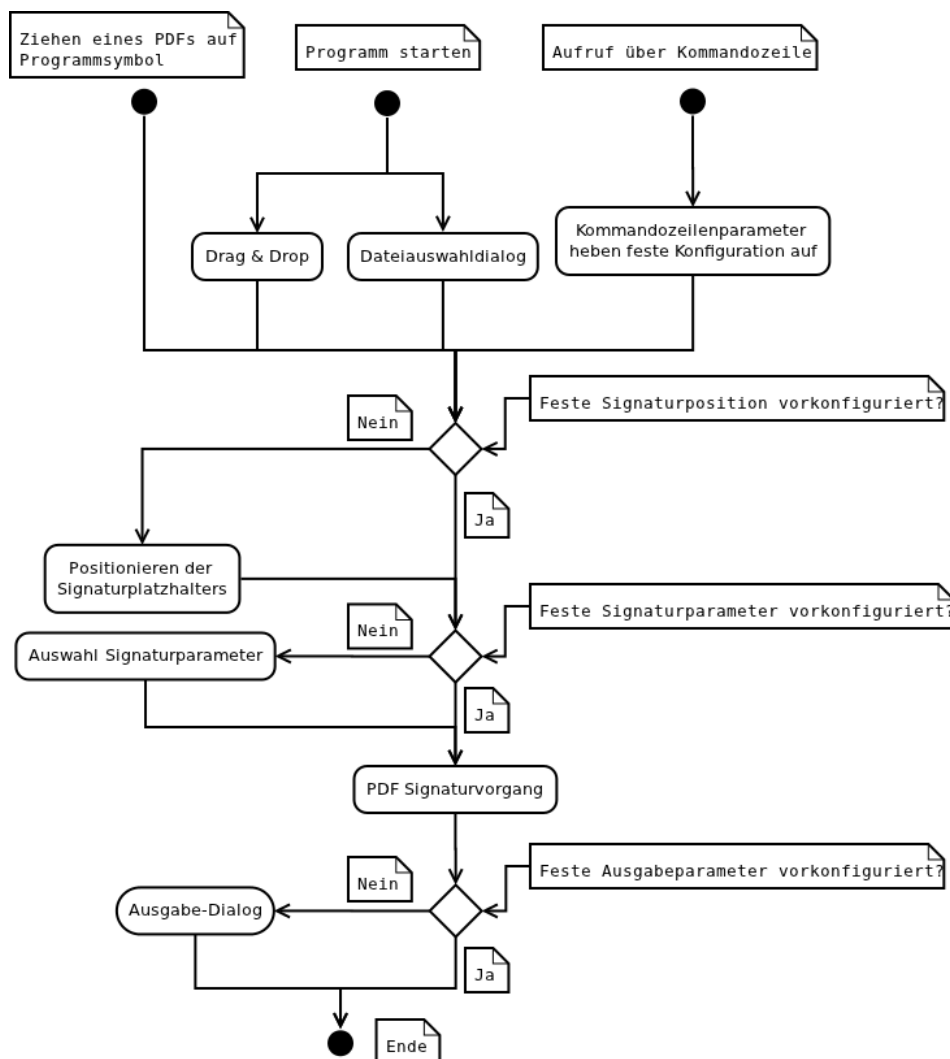 Ziehen eines PDFs auf
Programmsymbol
Programm starten
Aufruf über Kommandozeile
Kommandozeilenparameter
heben feste Konfiguration auf
Drag & Drop
Dateiauswahldialog
Feste Signaturposition vorkonfiguriert?
Nein
Ja
Positionieren der
Signaturplatzhalters
Feste Signaturparameter vorkonfiguriert?
Nein
Auswahl Signaturparameter
Ja
PDF Signaturvorgang
Feste Ausgabeparameter vorkonfiguriert?
Nein
Ausgabe-Dialog
Ja
Ende